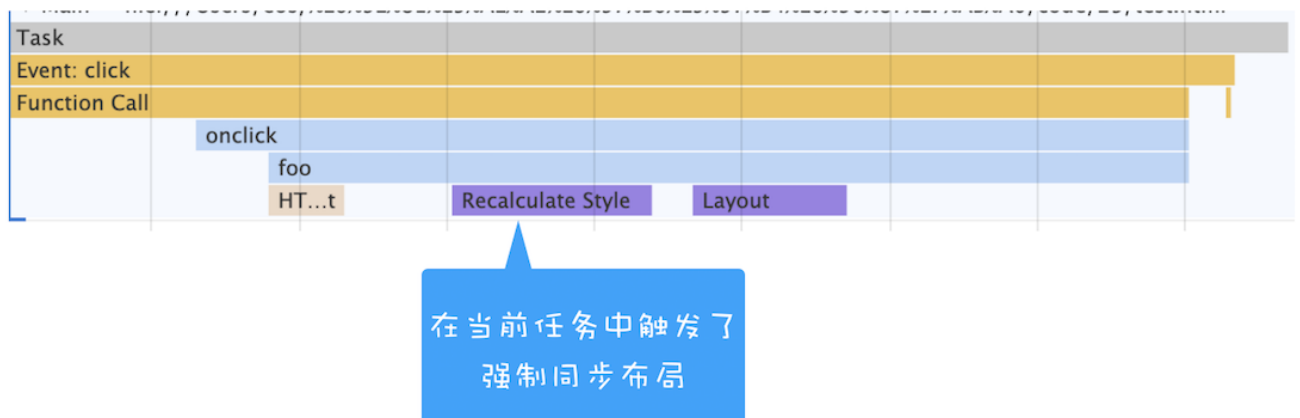 Task
Event: click
Function Call
onclick
foo
HT...t
Recalculate Style
Layout
在当前任务中触发了
强制同步布局